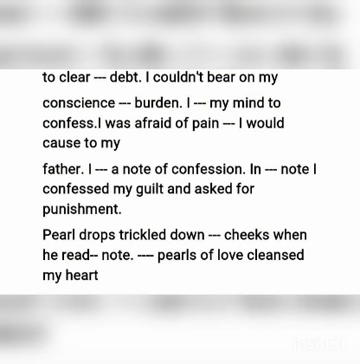 to clear --- debt. I couldn't bear on my
conscience --- burden. I --- my mind to
confess.I was afraid of pain --- I would
cause to my
father. I --- a note of confession. In --- note I
confessed my guilt and asked for
punishment.
Pearl drops trickled down --- cheeks when
he read-- note. ---- pearls of love cleansed
my heart